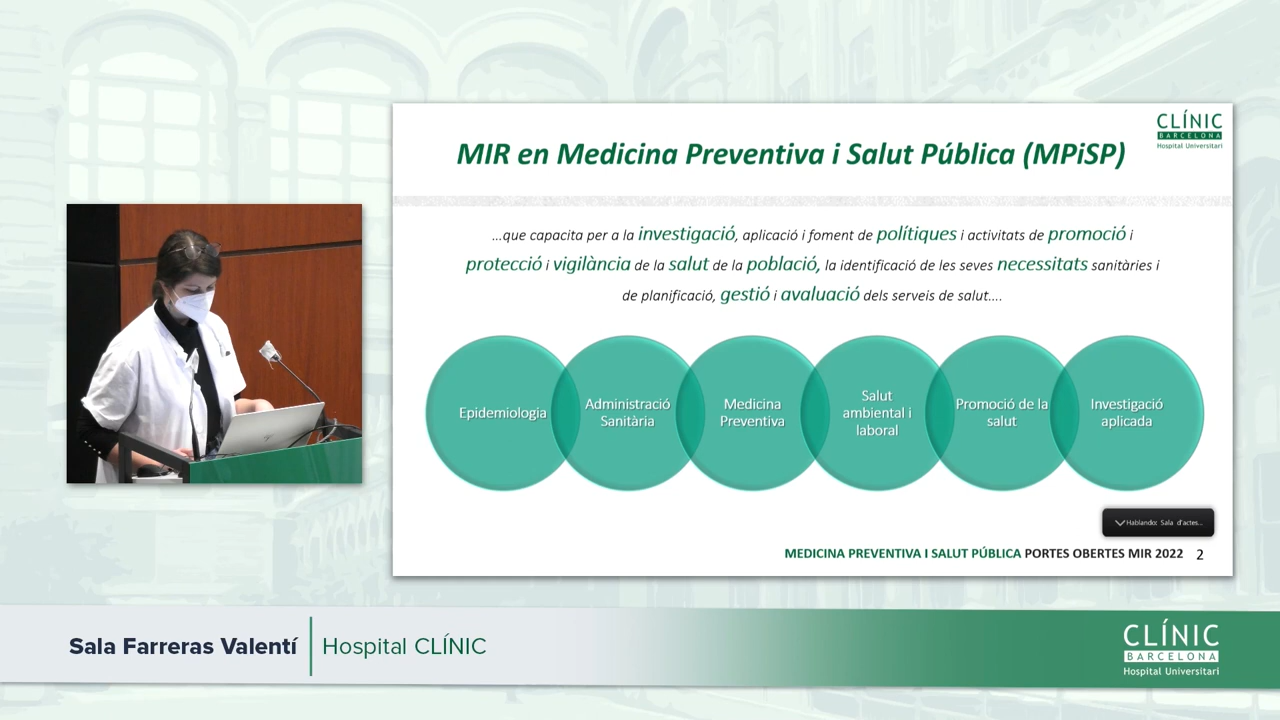 CLÍNIC
BARCELONA
Hospital Universitari
MIR en Medicina Preventiva i Salut Pública (MPiSP)
...que capacita per a la investigació, aplicació i foment de polítiques i activitats de promoció i
protecció i vigilància de la salut de la població, la identificació de les seves necessitats sanitàries i
de planificació, gestió i avaluació dels serveis de salut....
Epidemiologia
Administració
Sanitària
Medicina
Preventiva
Salut
ambiental i
laboral
Promoció de la
salut
Investigació
aplicada
Hablando: Sala d'actes...
MEDICINA PREVENTIVA I SALUT PÚBLICA PORTES OBERTES MIR 2022 2
Sala Farreras Valentí
Hospital CLÍNIC
CLÍNIC
BARCELONA
Hospital Universitari